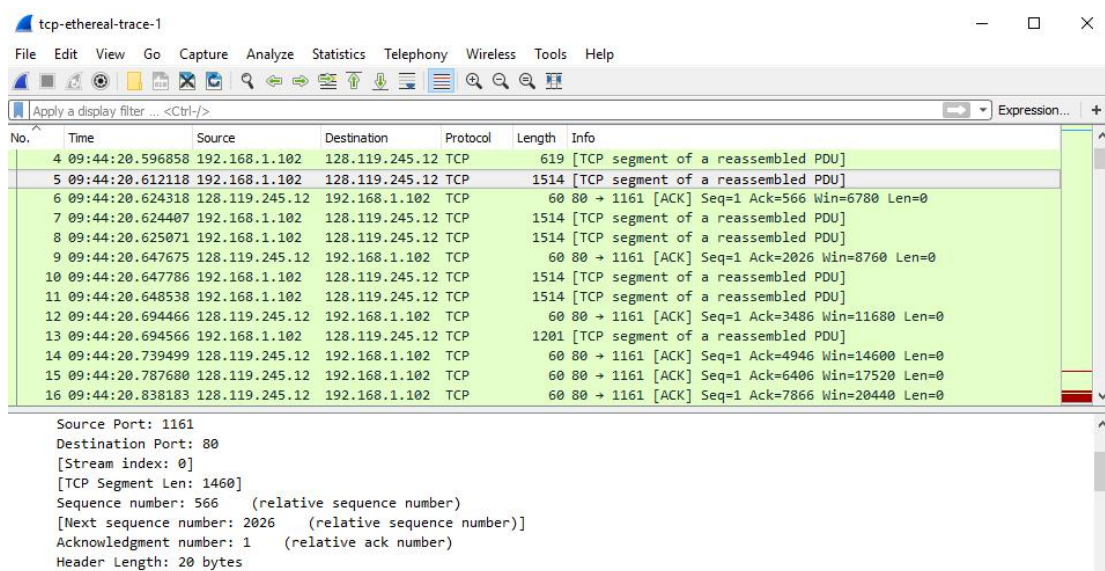 tcp-ethereal-trace-1
File Edit View Go Capture Analyze Statistics Telephony Wireless Tools Help
Apply a display filter ... <Ctrl-/> Expression... +
No. Time Source Destination Protocol Length Info
4 09:44:20.596858 192.168.1.102 128.119.245.12 TCP 619 [TCP segment of a reassembled PDU]
5 09:44:20.612118 192.168.1.102 128.119.245.12 TCP 1514 [TCP segment of a reassembled PDU]
6 09:44:20.624318 128.119.245.12 192.168.1.102 TCP 60 80 → 1161 [ACK] Seq=1 Ack=566 Win=6780 Len=0
7 09:44:20.624407 192.168.1.102 128.119.245.12 TCP 1514 [TCP segment of a reassembled PDU]
8 09:44:20.625071 192.168.1.102 128.119.245.12 TCP 1514 [TCP segment of a reassembled PDU]
9 09:44:20.647675 128.119.245.12 192.168.1.102 TCP 60 80 → 1161 [ACK] Seq=1 Ack=2026 Win=8760 Len=0
10 09:44:20.647786 192.168.1.102 128.119.245.12 TCP 1514 [TCP segment of a reassembled PDU]
11 09:44:20.648538 192.168.1.102 128.119.245.12 TCP 1514 [TCP segment of a reassembled PDU]
12 09:44:20.694466 128.119.245.12 192.168.1.102 TCP 60 80 → 1161 [ACK] Seq=1 Ack=3486 Win=11680 Len=0
13 09:44:20.694566 192.168.1.102 128.119.245.12 TCP 1201 [TCP segment of a reassembled PDU]
14 09:44:20.739499 128.119.245.12 192.168.1.102 TCP 60 80 → 1161 [ACK] Seq=1 Ack=4946 Win=14600 Len=0
15 09:44:20.787680 128.119.245.12 192.168.1.102 TCP 60 80 → 1161 [ACK] Seq=1 Ack=6406 Win=17520 Len=0
16 09:44:20.838183 128.119.245.12 192.168.1.102 TCP 60 80 → 1161 [ACK] Seq=1 Ack=7866 Win=20440 Len=0
Source Port: 1161
Destination Port: 80
[Stream index: 0]
[TCP Segment Len: 1460]
Sequence number: 566 (relative sequence number)
[Next sequence number: 2026 (relative sequence number)]
Acknowledgment number: 1 (relative ack number)
Header Length: 20 bytes